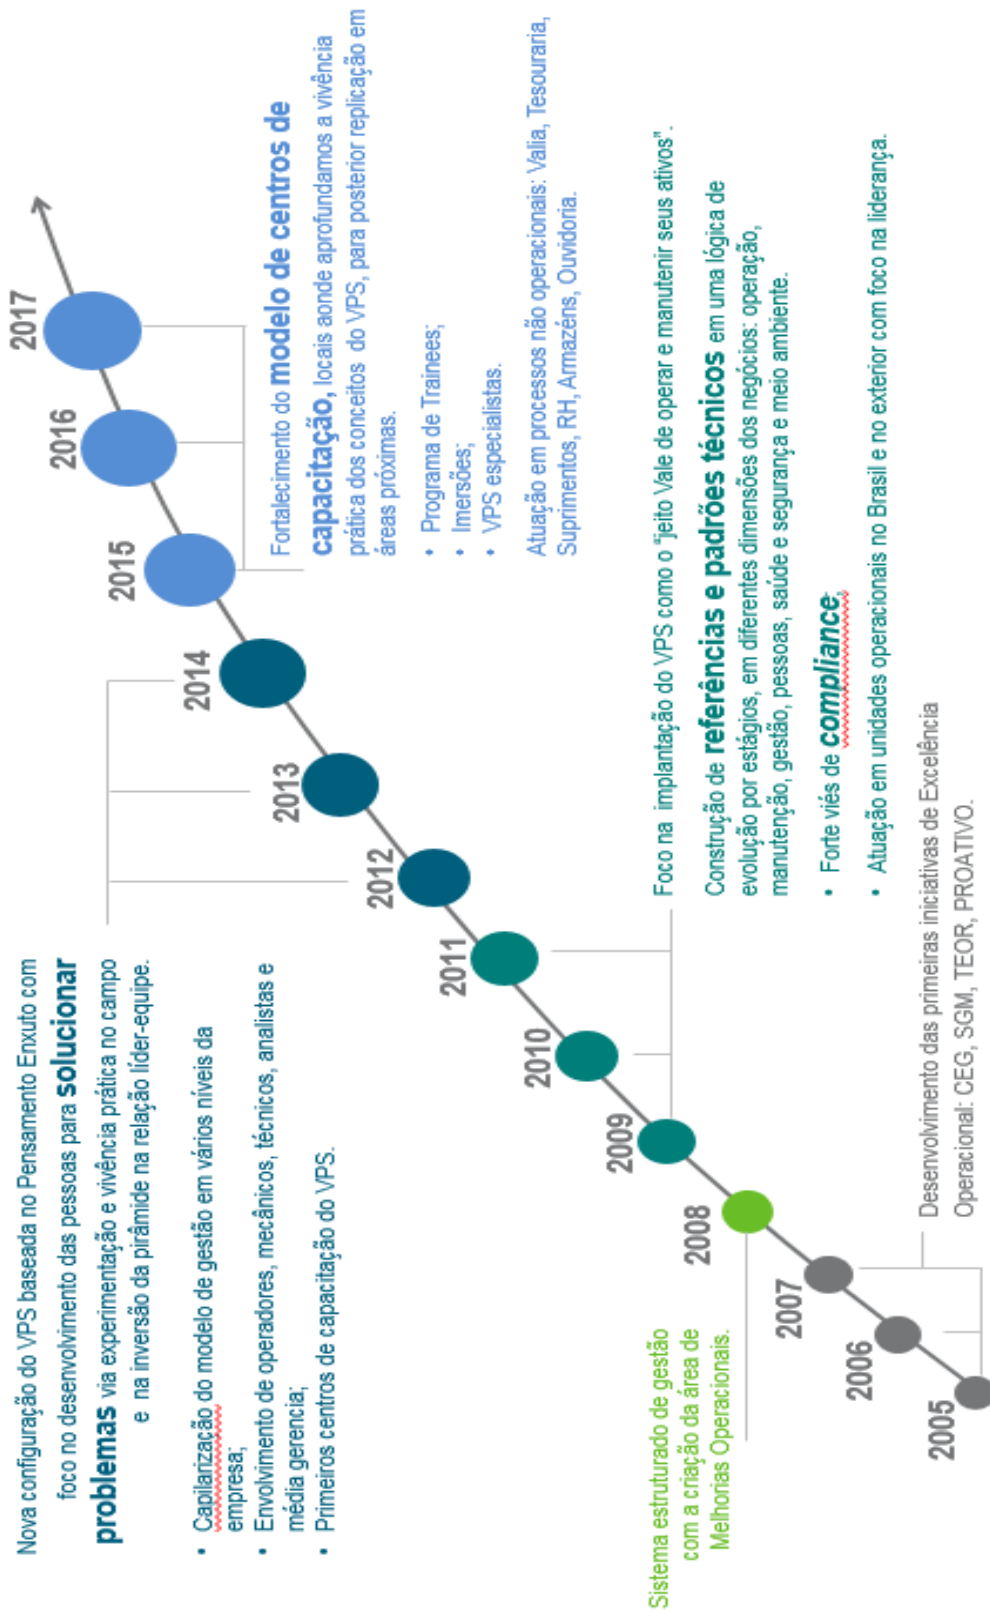 Nova configuração do VPS baseada no Pensamento Enxuto com
foco no desenvolvimento das pessoas para solucionar
problemas via experimentação e vivência prática no campo
e na inversão da pirâmide na relação líder-equipe.
• Capilarização do modelo de gestão em vários níveis da
empresa;
• Envolvimento de operadores, mecânicos, técnicos, analistas e
média gerencia;
• Primeiros centros de capacitação do VPS.
Sistema estruturado de gestão
com a criação da área de
Melhorias Operacionais.
2005
2006
2007
2008
2009
2010
2011
2012
2013
2014
2015
2016
2017
Fortalecimento do modelo de centros de
capacitação, locais aonde aprofundamos a vivência
prática dos conceitos do VPS, para posterior replicação em
áreas próximas.
• Programa de Trainees;
• Imersões;
• VPS especialistas.
Atuação em processos não operacionais: Valia, Tesouraria,
Suprimentos, RH, Armazéns, Ouvidoria.
Foco na implantação do VPS como o “jeito Vale de operar e manutenir seus ativos”.
Construção de referências e padrões técnicos em uma lógica de
evolução por estágios, em diferentes dimensões dos negócios: operação,
manutenção, gestão, pessoas, saúde e segurança e meio ambiente.
• Forte viés de compliance;
• Atuação em unidades operacionais no Brasil e no exterior com foco na liderança.
Desenvolvimento das primeiras iniciativas de Excelência
Operacional: CEG, SGM, TEOR, PROATIVO.